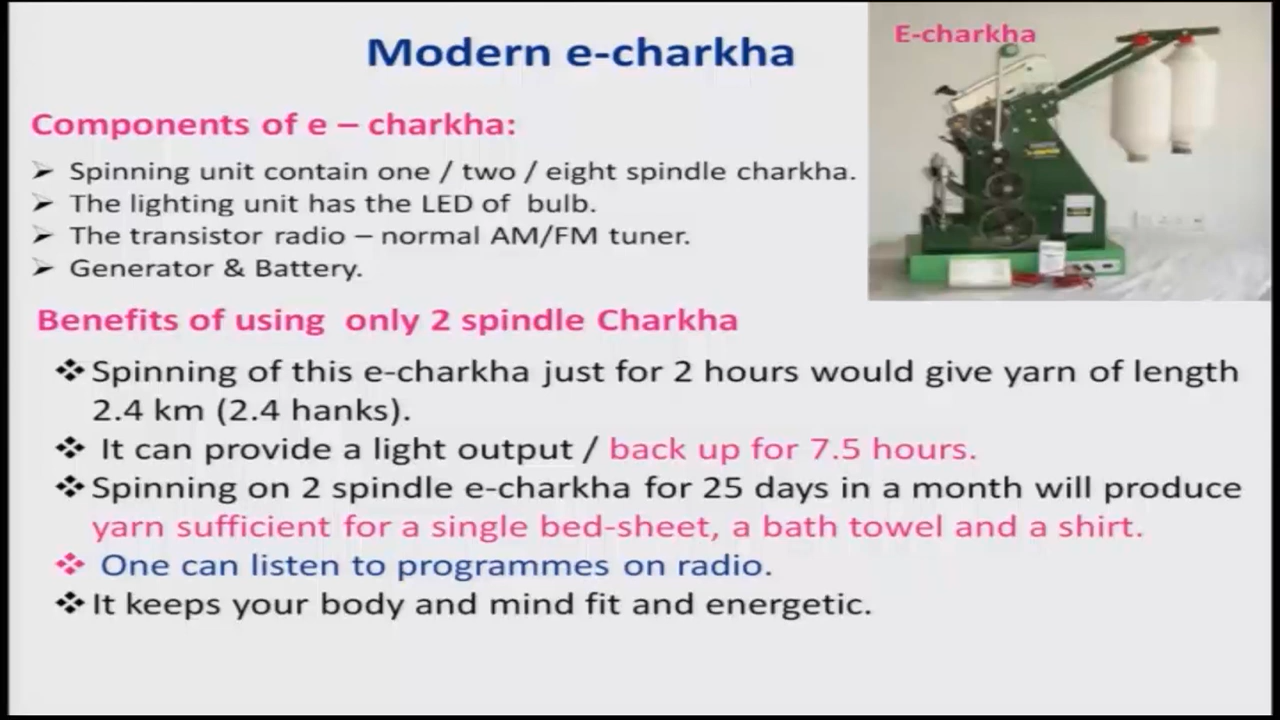 Modern e-charkha
E-charkha
Components of e – charkha:
➢ Spinning unit contain one / two / eight spindle charkha.
➢ The lighting unit has the LED of bulb.
➢ The transistor radio – normal AM/FM tuner.
➢ Generator & Battery.
Benefits of using only 2 spindle Charkha
❖ Spinning of this e-charkha just for 2 hours would give yarn of length
2.4 km (2.4 hanks).
❖ It can provide a light output / back up for 7.5 hours.
❖ Spinning on 2 spindle e-charkha for 25 days in a month will produce
yarn sufficient for a single bed-sheet, a bath towel and a shirt.
❖ One can listen to programmes on radio.
❖ It keeps your body and mind fit and energetic.